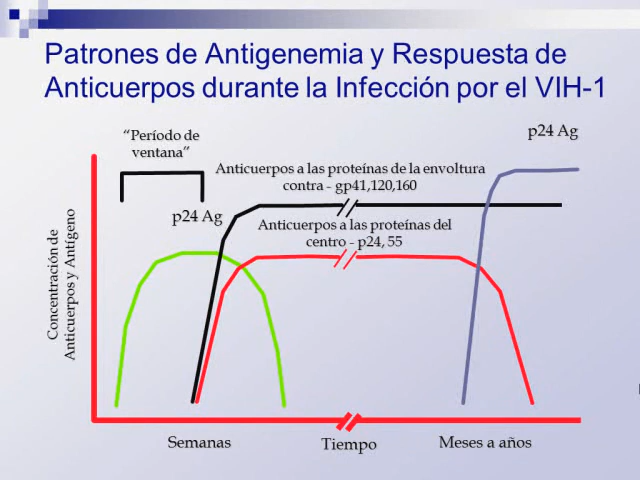 Patrones de Antigenemia y Respuesta de
Anticuerpos durante la Infección por el VIH-1
p24 Ag
“Período de
ventana”
Anticuerpos a las proteínas de la envoltura
contra - gp41,120,160
p24 Ag
Anticuerpos a las proteínas del
centro - p24, 55
Concentración de
Anticuerpos y Antígeno
Semanas
Tiempo
Meses a años